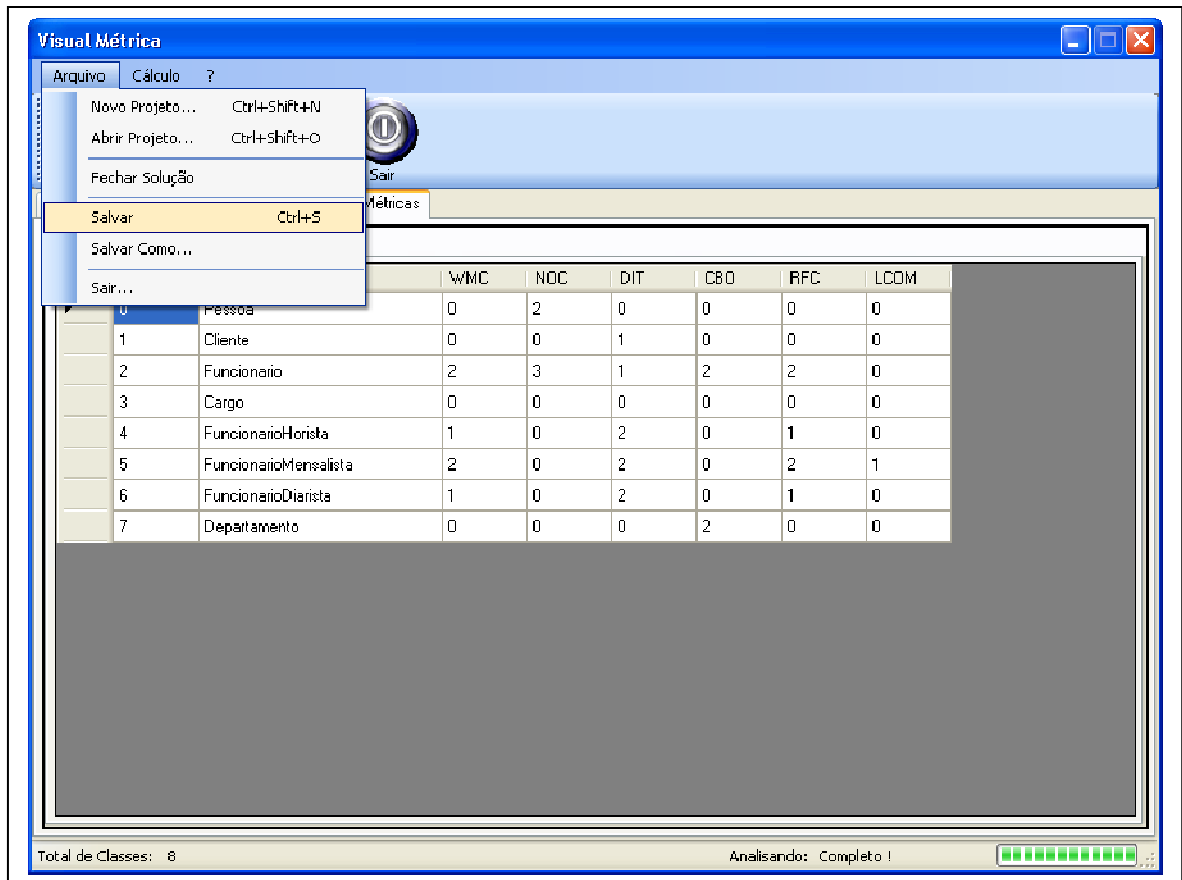 Visual Métrica
Arquivo Cálculo ?
Novo Projeto... Ctrl+Shift+N
Abrir Projeto... Ctrl+Shift+O
Sair
Fechar Solução
Métricas
Salvar Ctrl+S
Salvar Como...
Sair...
WMC NOC DIT CBO RFC LCOM
0 Pessoa 0 2 0 0 0 0
1 Cliente 0 0 1 0 0 0
2 Funcionario 2 3 1 2 2 0
3 Cargo 0 0 0 0 0 0
4 FuncionarioHorista 1 0 2 0 1 0
5 FuncionarioMensalista 2 0 2 0 2 1
6 FuncionarioDiarista 1 0 2 0 1 0
7 Departamento 0 0 0 2 0 0
Total de Classes: 8 Analisando: Completo !